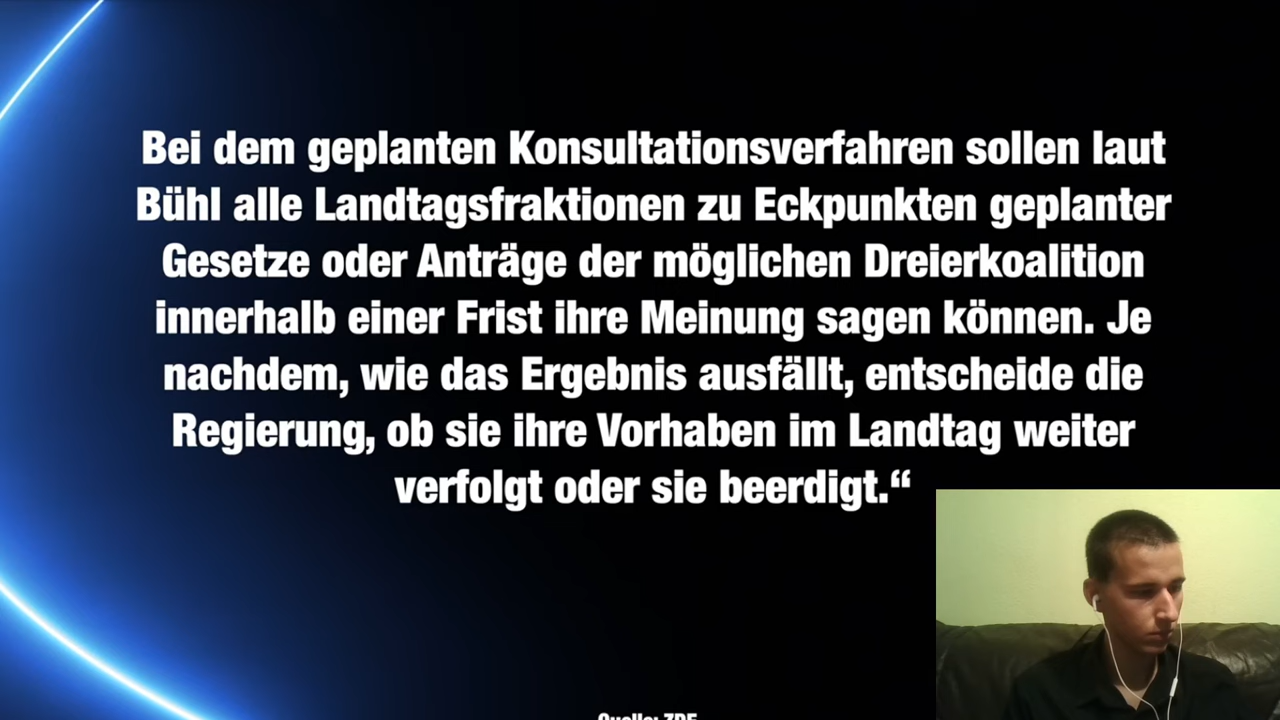 Bei dem geplanten Konsultationsverfahren sollen laut
Bühl alle Landtagsfraktionen zu Eckpunkten geplanter
Gesetze oder Anträge der möglichen Dreierkoalition
innerhalb einer Frist ihre Meinung sagen können. Je
nachdem, wie das Ergebnis ausfällt, entscheide die
Regierung, ob sie ihre Vorhaben im Landtag weiter
verfolgt oder sie beerdigt.“
Quelle: ZDF